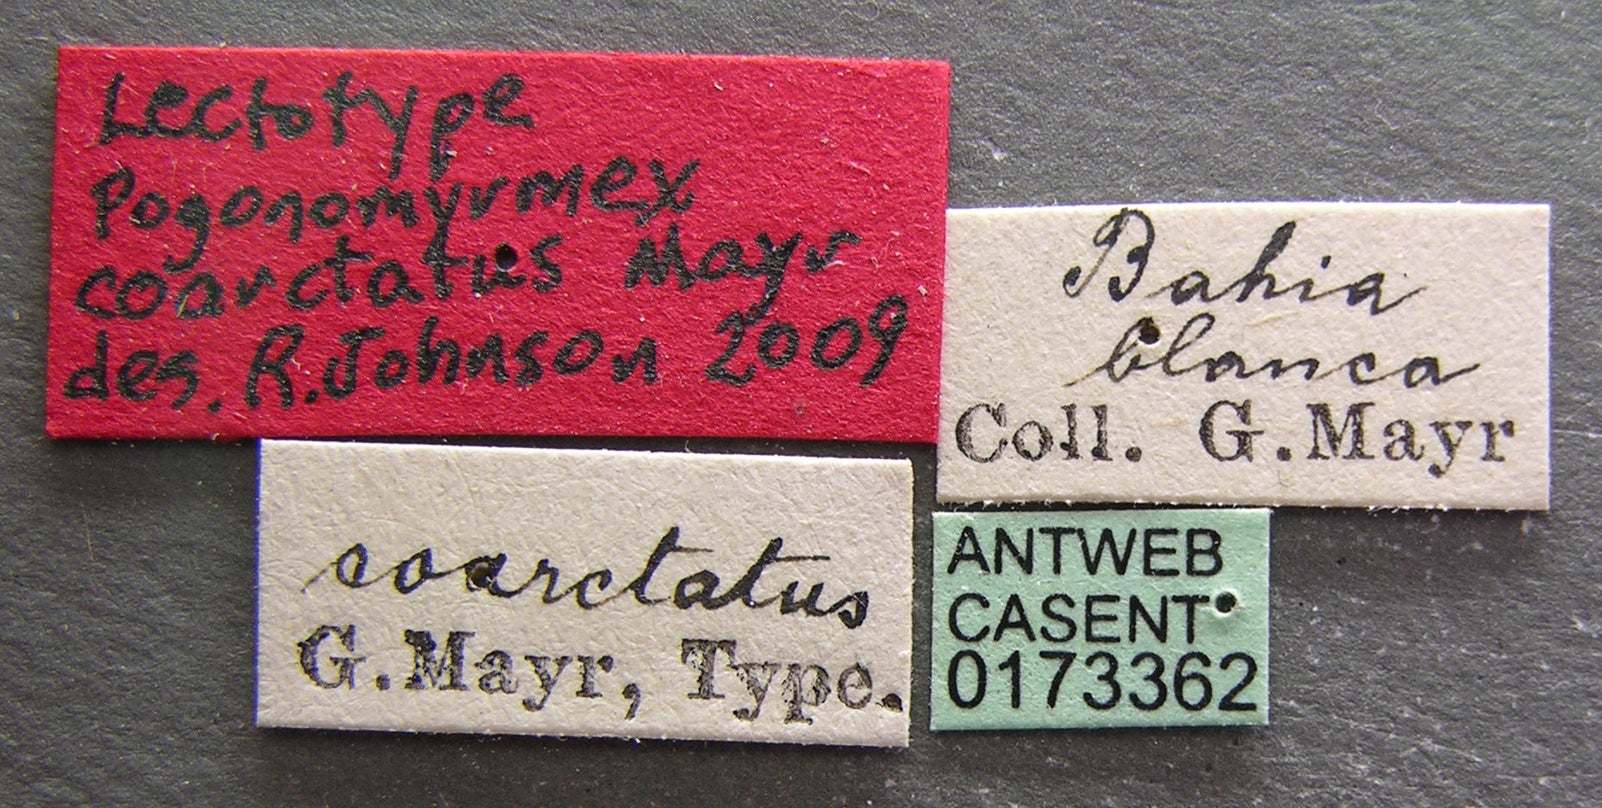 Lectotype
Pogonomyrmex
coarctatus Mayr
des. R. Johnson 2009
Bahia
blanca
Coll. G. Mayr
coarctatus
G. Mayr, Type.
ANTWEB
CASENT
0173362